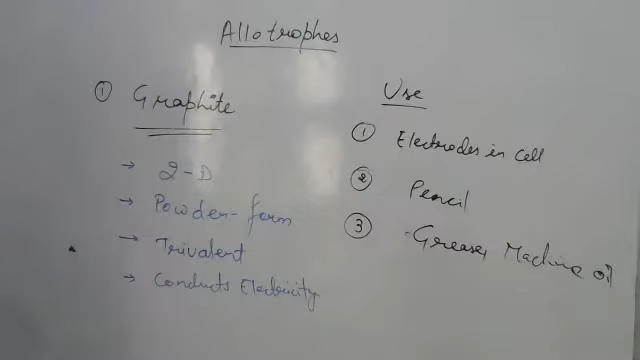 Allotrophes
① Graphite
→ 2-D
→ Powder-form
→ Trivalent
→ Conducts Electricity
Use
① Electrodes in cell
② Pencil
③ Grease, Machine oil